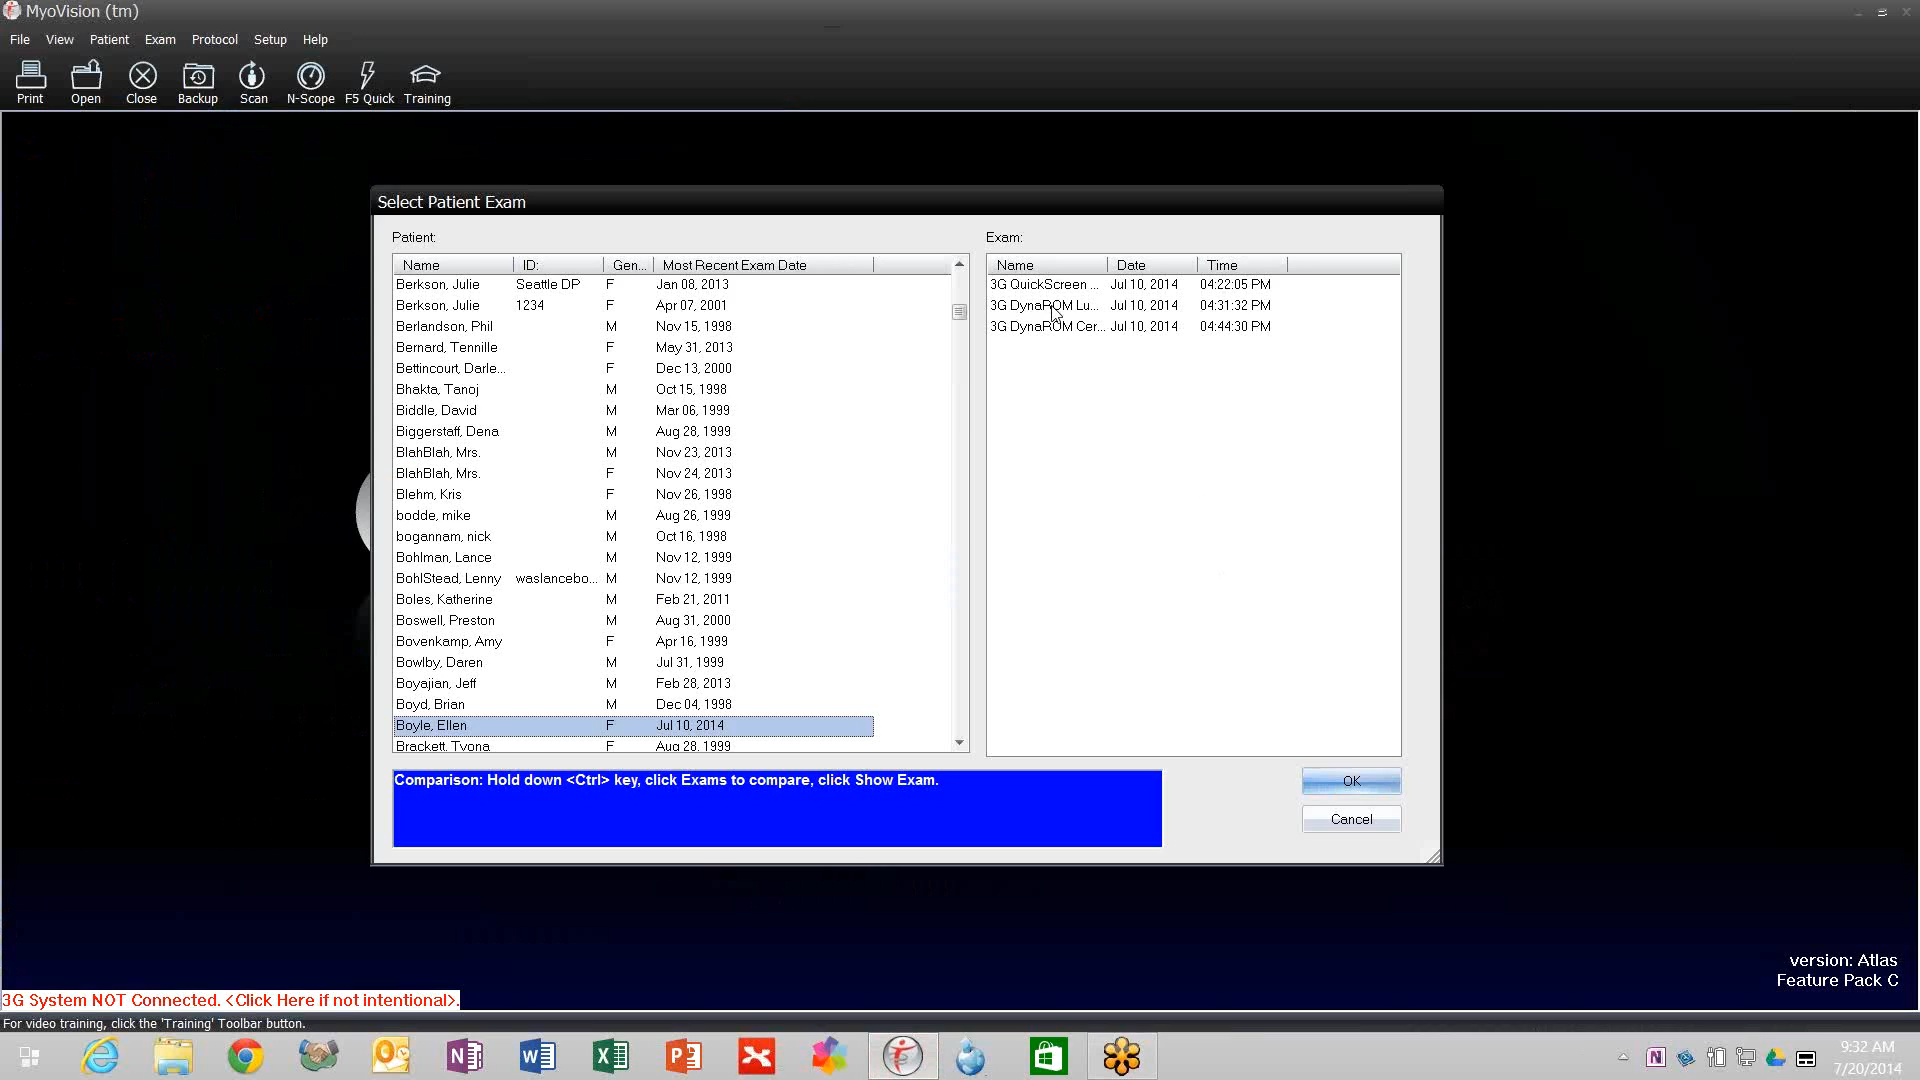 MyoVision (tm)
File View Patient Exam Protocol Setup Help
Print Open Close Backup Scan N-Scope F5 Quick Training
Select Patient Exam
Patient: Exam:
Name ID: Gen... Most Recent Exam Date Name Date Time
Berkson, Julie Seattle DP F Jan 08, 2013 3G QuickScreen ... Jul 10, 2014 04:22:05 PM
Berkson, Julie 1234 F Apr 07, 2001 3G DynaROM Lu... Jul 10, 2014 04:31:32 PM
Berlandson, Phil M Nov 15, 1998 3G DynaROM Cer... Jul 10, 2014 04:44:30 PM
Bernard, Tennille F May 31, 2013
Bettincourt, Darle... F Dec 13, 2000
Bhakta, Tanoj M Oct 15, 1998
Biddle, David M Mar 06, 1999
Biggerstaff, Dena M Aug 28, 1999
BlahBlah, Mrs. M Nov 23, 2013
BlahBlah, Mrs. F Nov 24, 2013
Blehm, Kris F Nov 26, 1998
bodde, mike M Aug 26, 1999
bogannam, nick M Oct 16, 1998
Bohlman, Lance M Nov 12, 1999
BohlStead, Lenny waslancebo... M Nov 12, 1999
Boles, Katherine M Feb 21, 2011
Boswell, Preston M Aug 31, 2000
Bovenkamp, Amy F Apr 16, 1999
Bowlby, Daren M Jul 31, 1999
Boyajian, Jeff M Feb 28, 2013
Boyd, Brian M Dec 04, 1998
Boyle, Ellen F Jul 10, 2014
Brackett, Tvona F Aug 28, 1999
Comparison: Hold down <Ctrl> key, click Exams to compare, click Show Exam.
OK
Cancel
version: Atlas
Feature Pack C
3G System NOT Connected. <Click Here if not intentional>.
For video training, click the 'Training' Toolbar button.
9:32 AM
7/20/2014